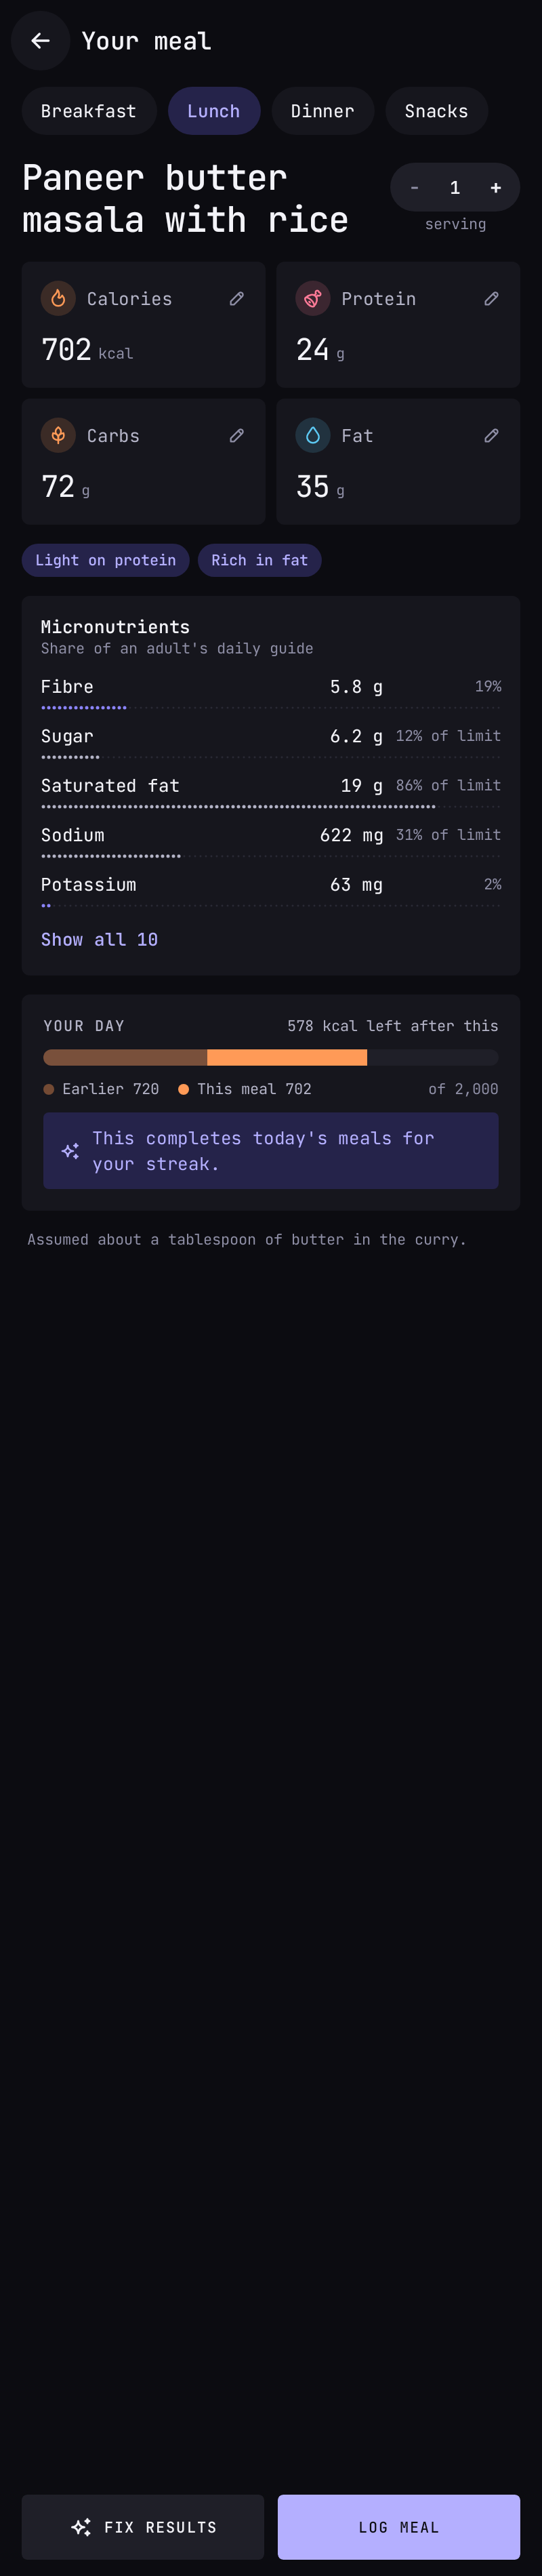 Your meal
Breakfast Lunch Dinner Snacks
Paneer butter
masala with rice
- 1 +
serving
Calories
702 kcal
Protein
24 g
Carbs
72 g
Fat
35 g
Light on protein Rich in fat
Micronutrients
Share of an adult's daily guide
Fibre 5.8 g 19%
Sugar 6.2 g 12% of limit
Saturated fat 19 g 86% of limit
Sodium 622 mg 31% of limit
Potassium 63 mg 2%
Show all 10
YOUR DAY 578 kcal left after this
Earlier 720 This meal 702 of 2,000
This completes today's meals for
your streak.
Assumed about a tablespoon of butter in the curry.
FIX RESULTS LOG MEAL